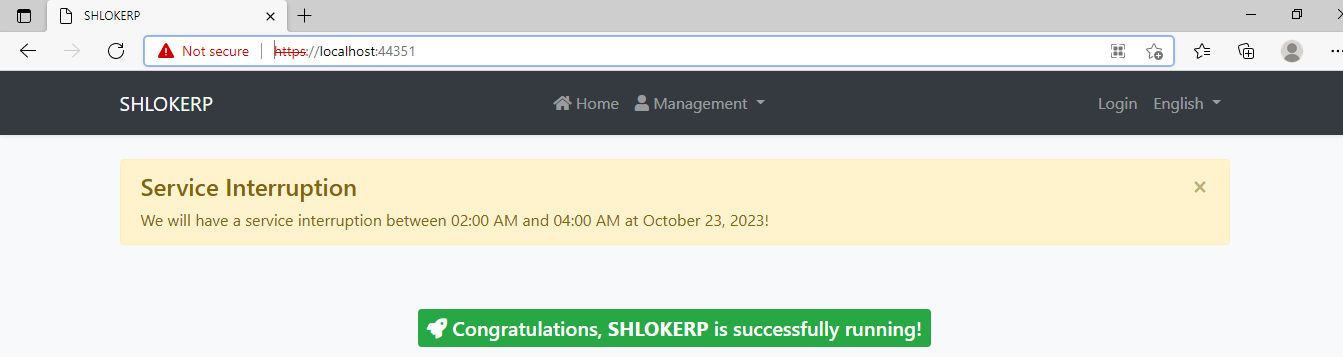 SHLOKERP
Not secure
https://localhost:44351
SHLOKERP
Home
Management
Login
English
Service Interruption
We will have a service interruption between 02:00 AM and 04:00 AM at October 23, 2023!
Congratulations, SHLOKERP is successfully running!